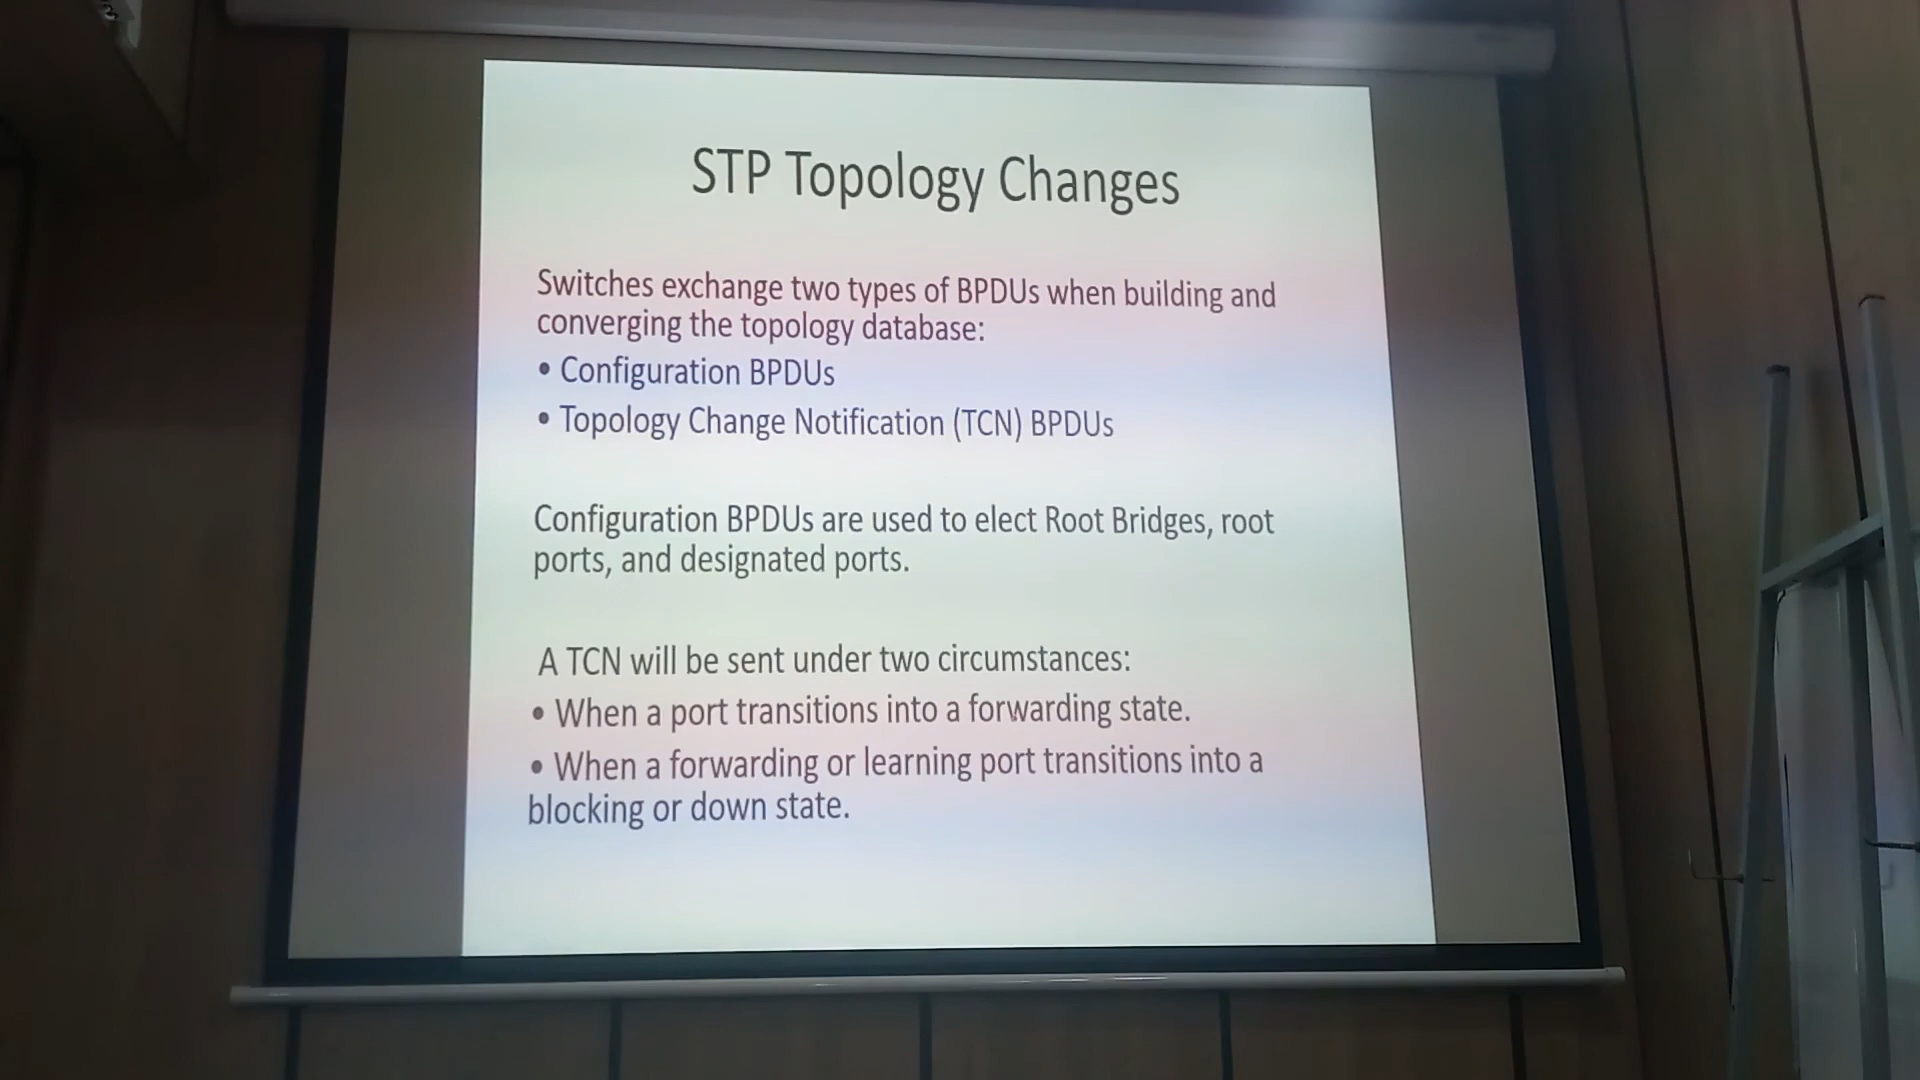 STP Topology Changes
Switches exchange two types of BPDUs when building and
converging the topology database:
• Configuration BPDUs
• Topology Change Notification (TCN) BPDUs
Configuration BPDUs are used to elect Root Bridges, root
ports, and designated ports.
A TCN will be sent under two circumstances:
• When a port transitions into a forwarding state.
• When a forwarding or learning port transitions into a
blocking or down state.